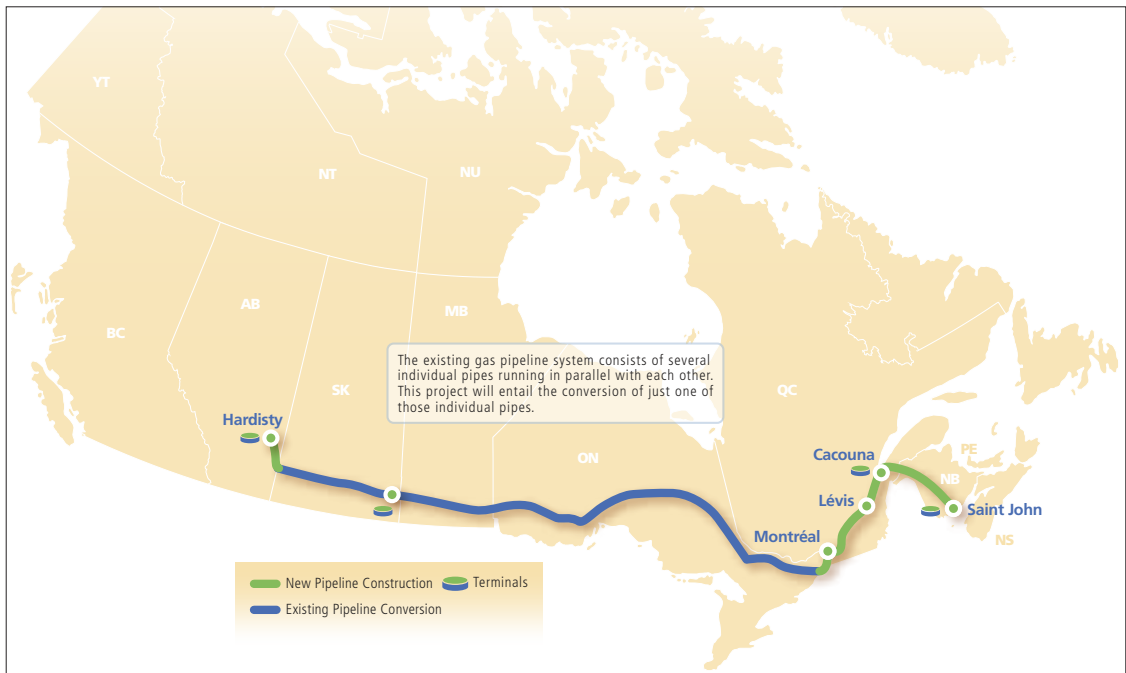 YT
NT
NU
AB
BC
MB
SK
The existing gas pipeline system consists of several
individual pipes running in parallel with each other.
This project will entail the conversion of just one of
those individual pipes.
QC
Hardisty
ON
Cacouna
PE
NB
Lévis
Saint John
Montréal
NS
New Pipeline Construction
Terminals
Existing Pipeline Conversion